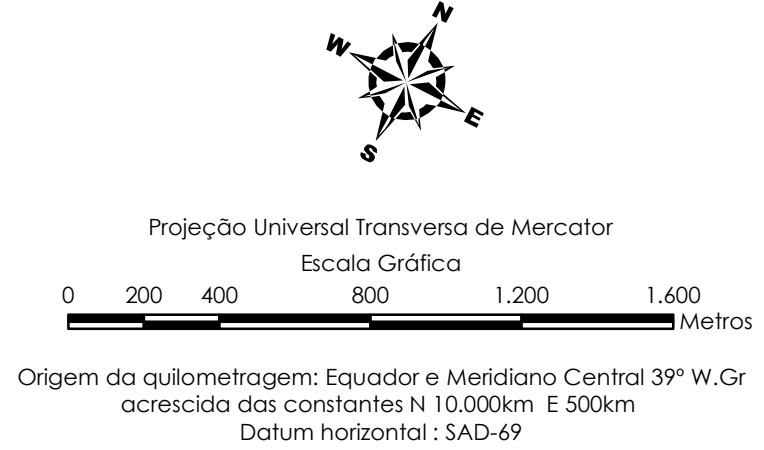 N
W
E
S
Projeção Universal Transversa de Mercator
Escala Gráfica
0 200 400 800 1.200 1.600
Metros
Origem da quilometragem: Equador e Meridiano Central 39º W.Gr
acrescida das constantes N 10.000km E 500km
Datum horizontal : SAD-69